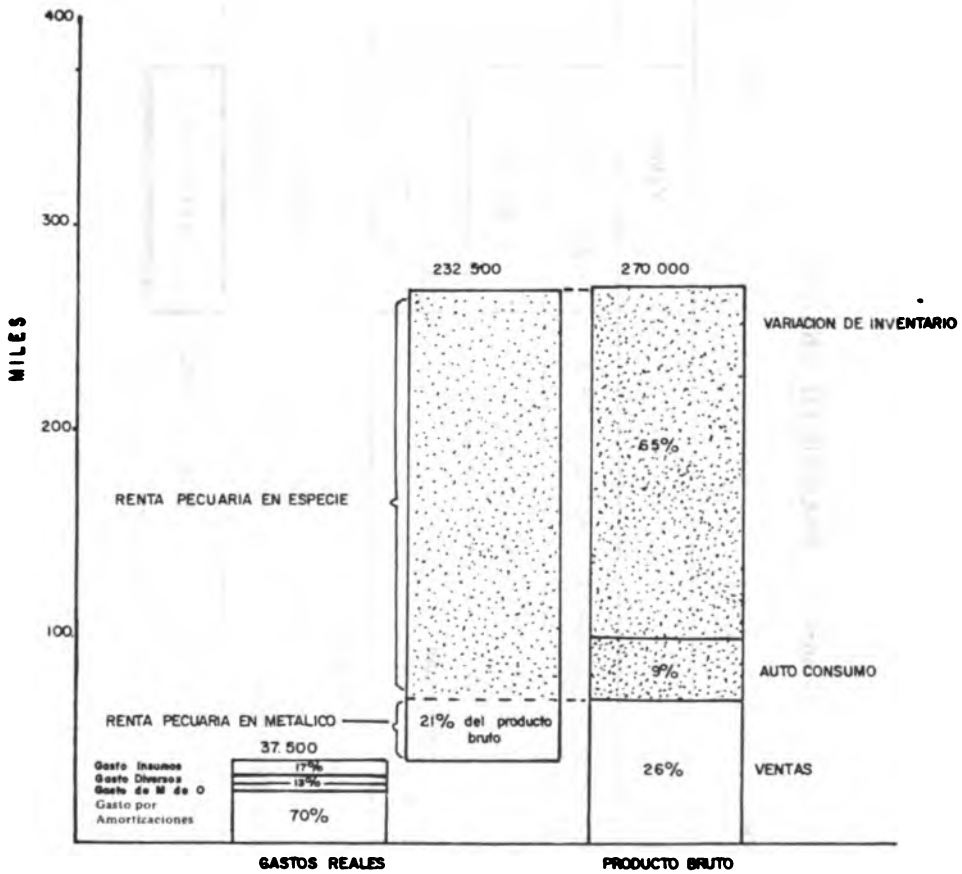 400
MILES
300
232.500
270.000
VARIACION DE INVENTARIO
200
65%
RENTA PECUARIA EN ESPECIE
100
9%
AUTO CONSUMO
RENTA PECUARIA EN METALICO
21% del producto
bruto
37.500
Gasto Insumos
17%
Gasto Diversos
13%
Gasto de M de O
26%
VENTAS
Gasto por
Amortizaciones
70%
GASTOS REALES
PRODUCTO BRUTO